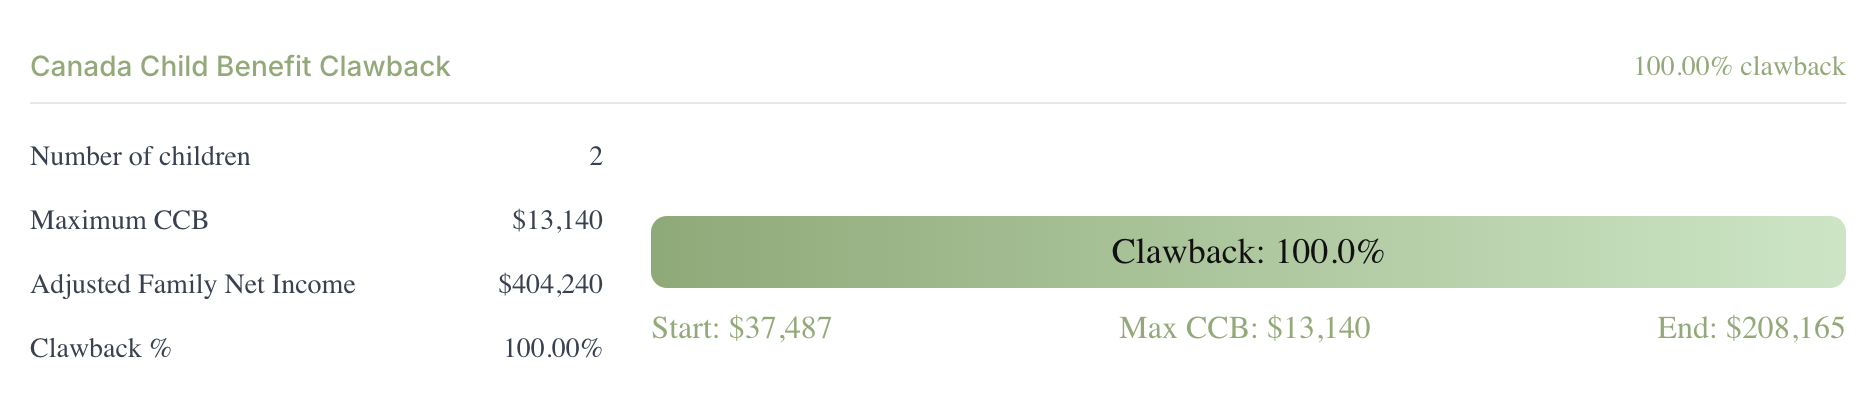 Canada Child Benefit Clawback 100.00% clawback
Number of children 2
Maximum CCB $13,140
Adjusted Family Net Income $404,240
Clawback % 100.00%
Clawback: 100.0%
Start: $37,487 Max CCB: $13,140 End: $208,165